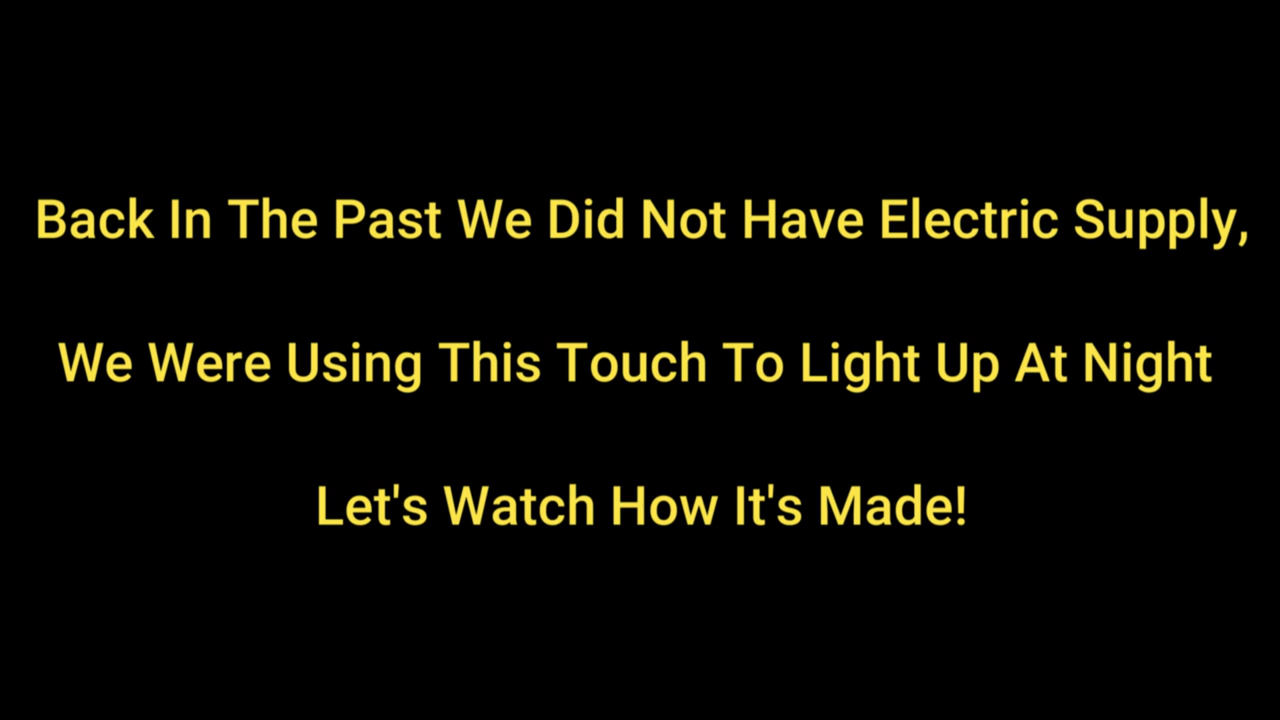 Back In The Past We Did Not Have Electric Supply,
We Were Using This Touch To Light Up At Night
Let's Watch How It's Made!